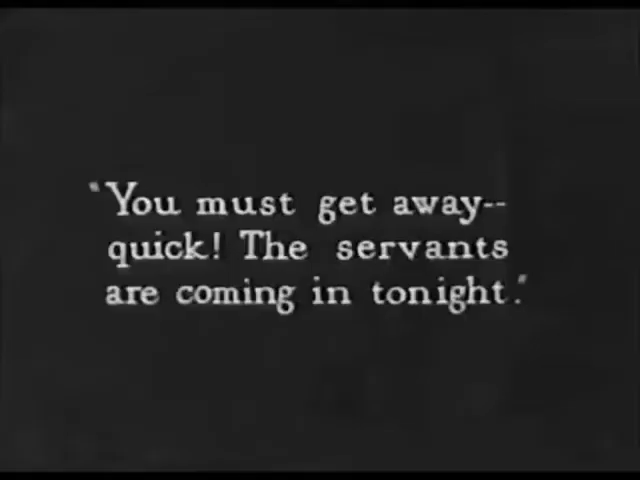 "You must get away--
quick! The servants
are coming in tonight."